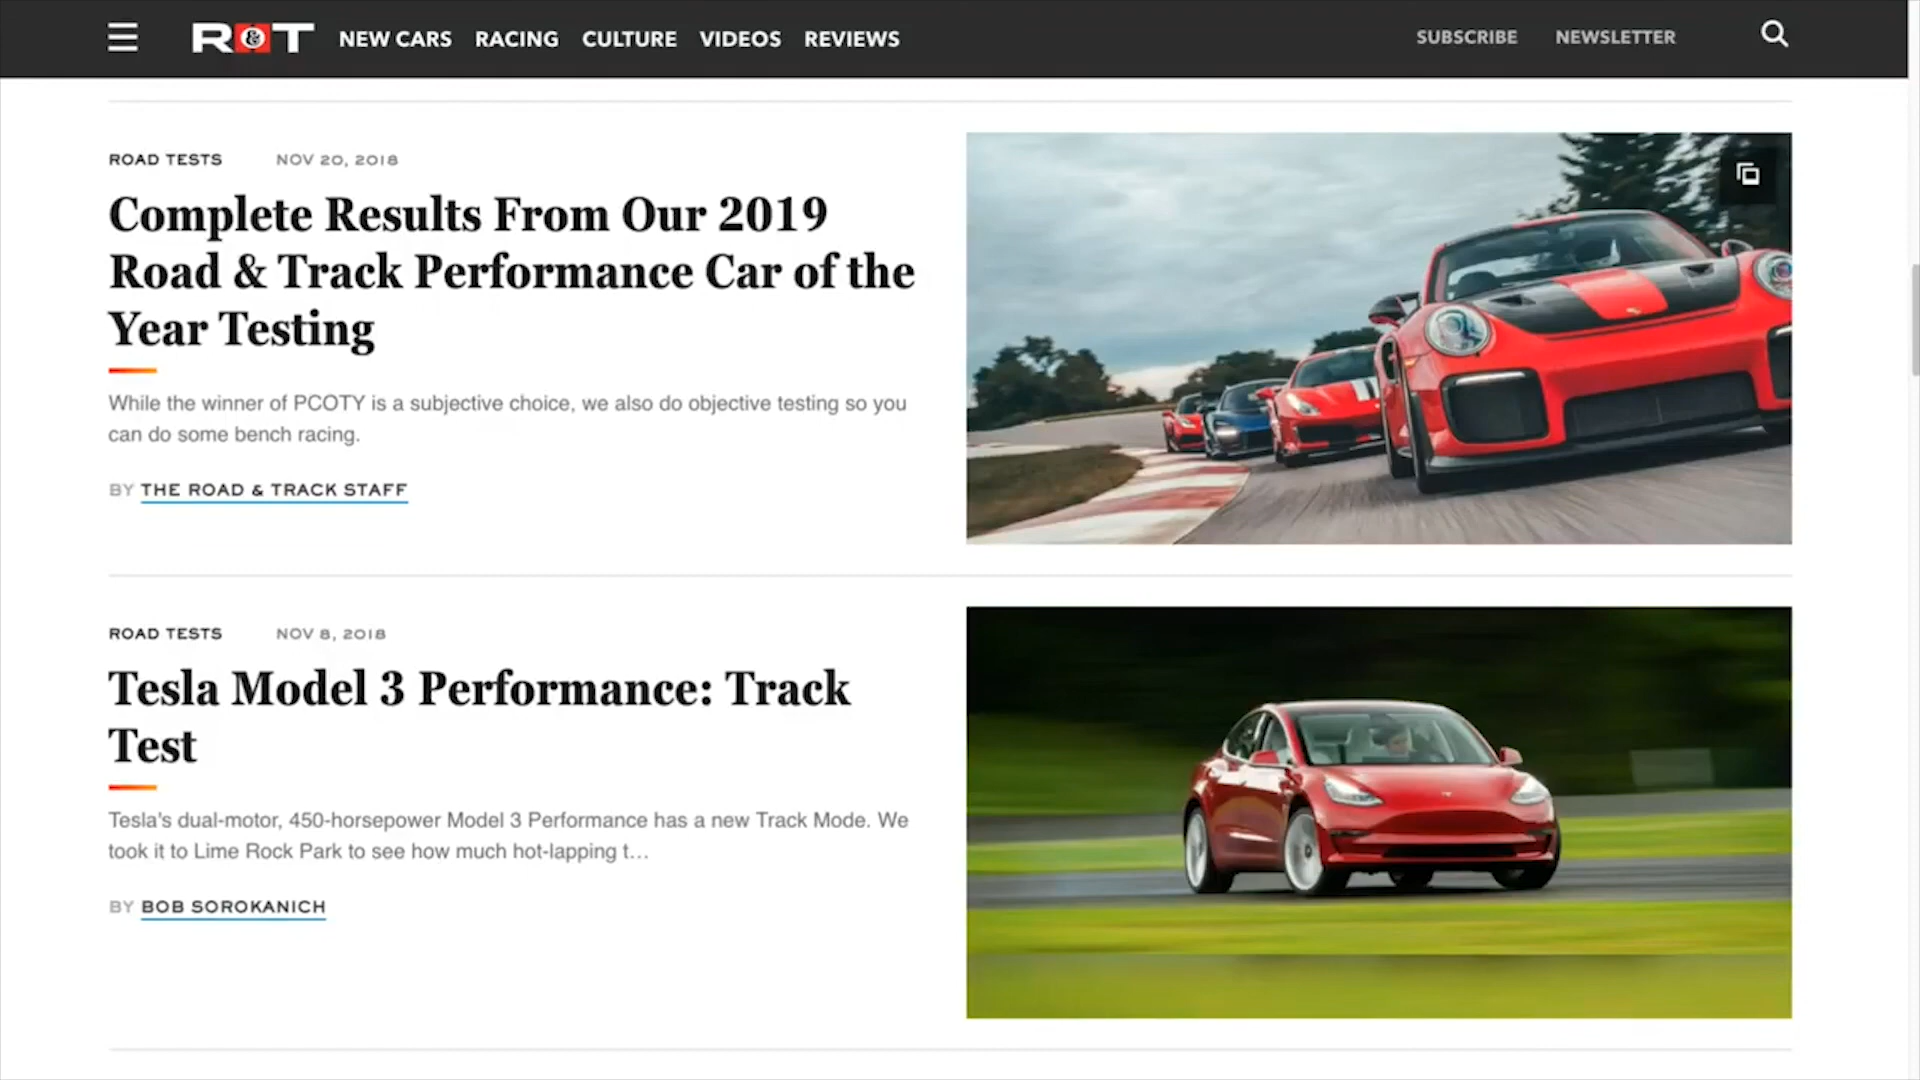 R&T NEW CARS RACING CULTURE VIDEOS REVIEWS SUBSCRIBE NEWSLETTER
ROAD TESTS NOV 20, 2018
Complete Results From Our 2019
Road & Track Performance Car of the
Year Testing
While the winner of PCOTY is a subjective choice, we also do objective testing so you
can do some bench racing.
BY THE ROAD & TRACK STAFF
ROAD TESTS NOV 8, 2018
Tesla Model 3 Performance: Track
Test
Tesla's dual-motor, 450-horsepower Model 3 Performance has a new Track Mode. We
took it to Lime Rock Park to see how much hot-lapping t...
BY BOB SOROKANICH